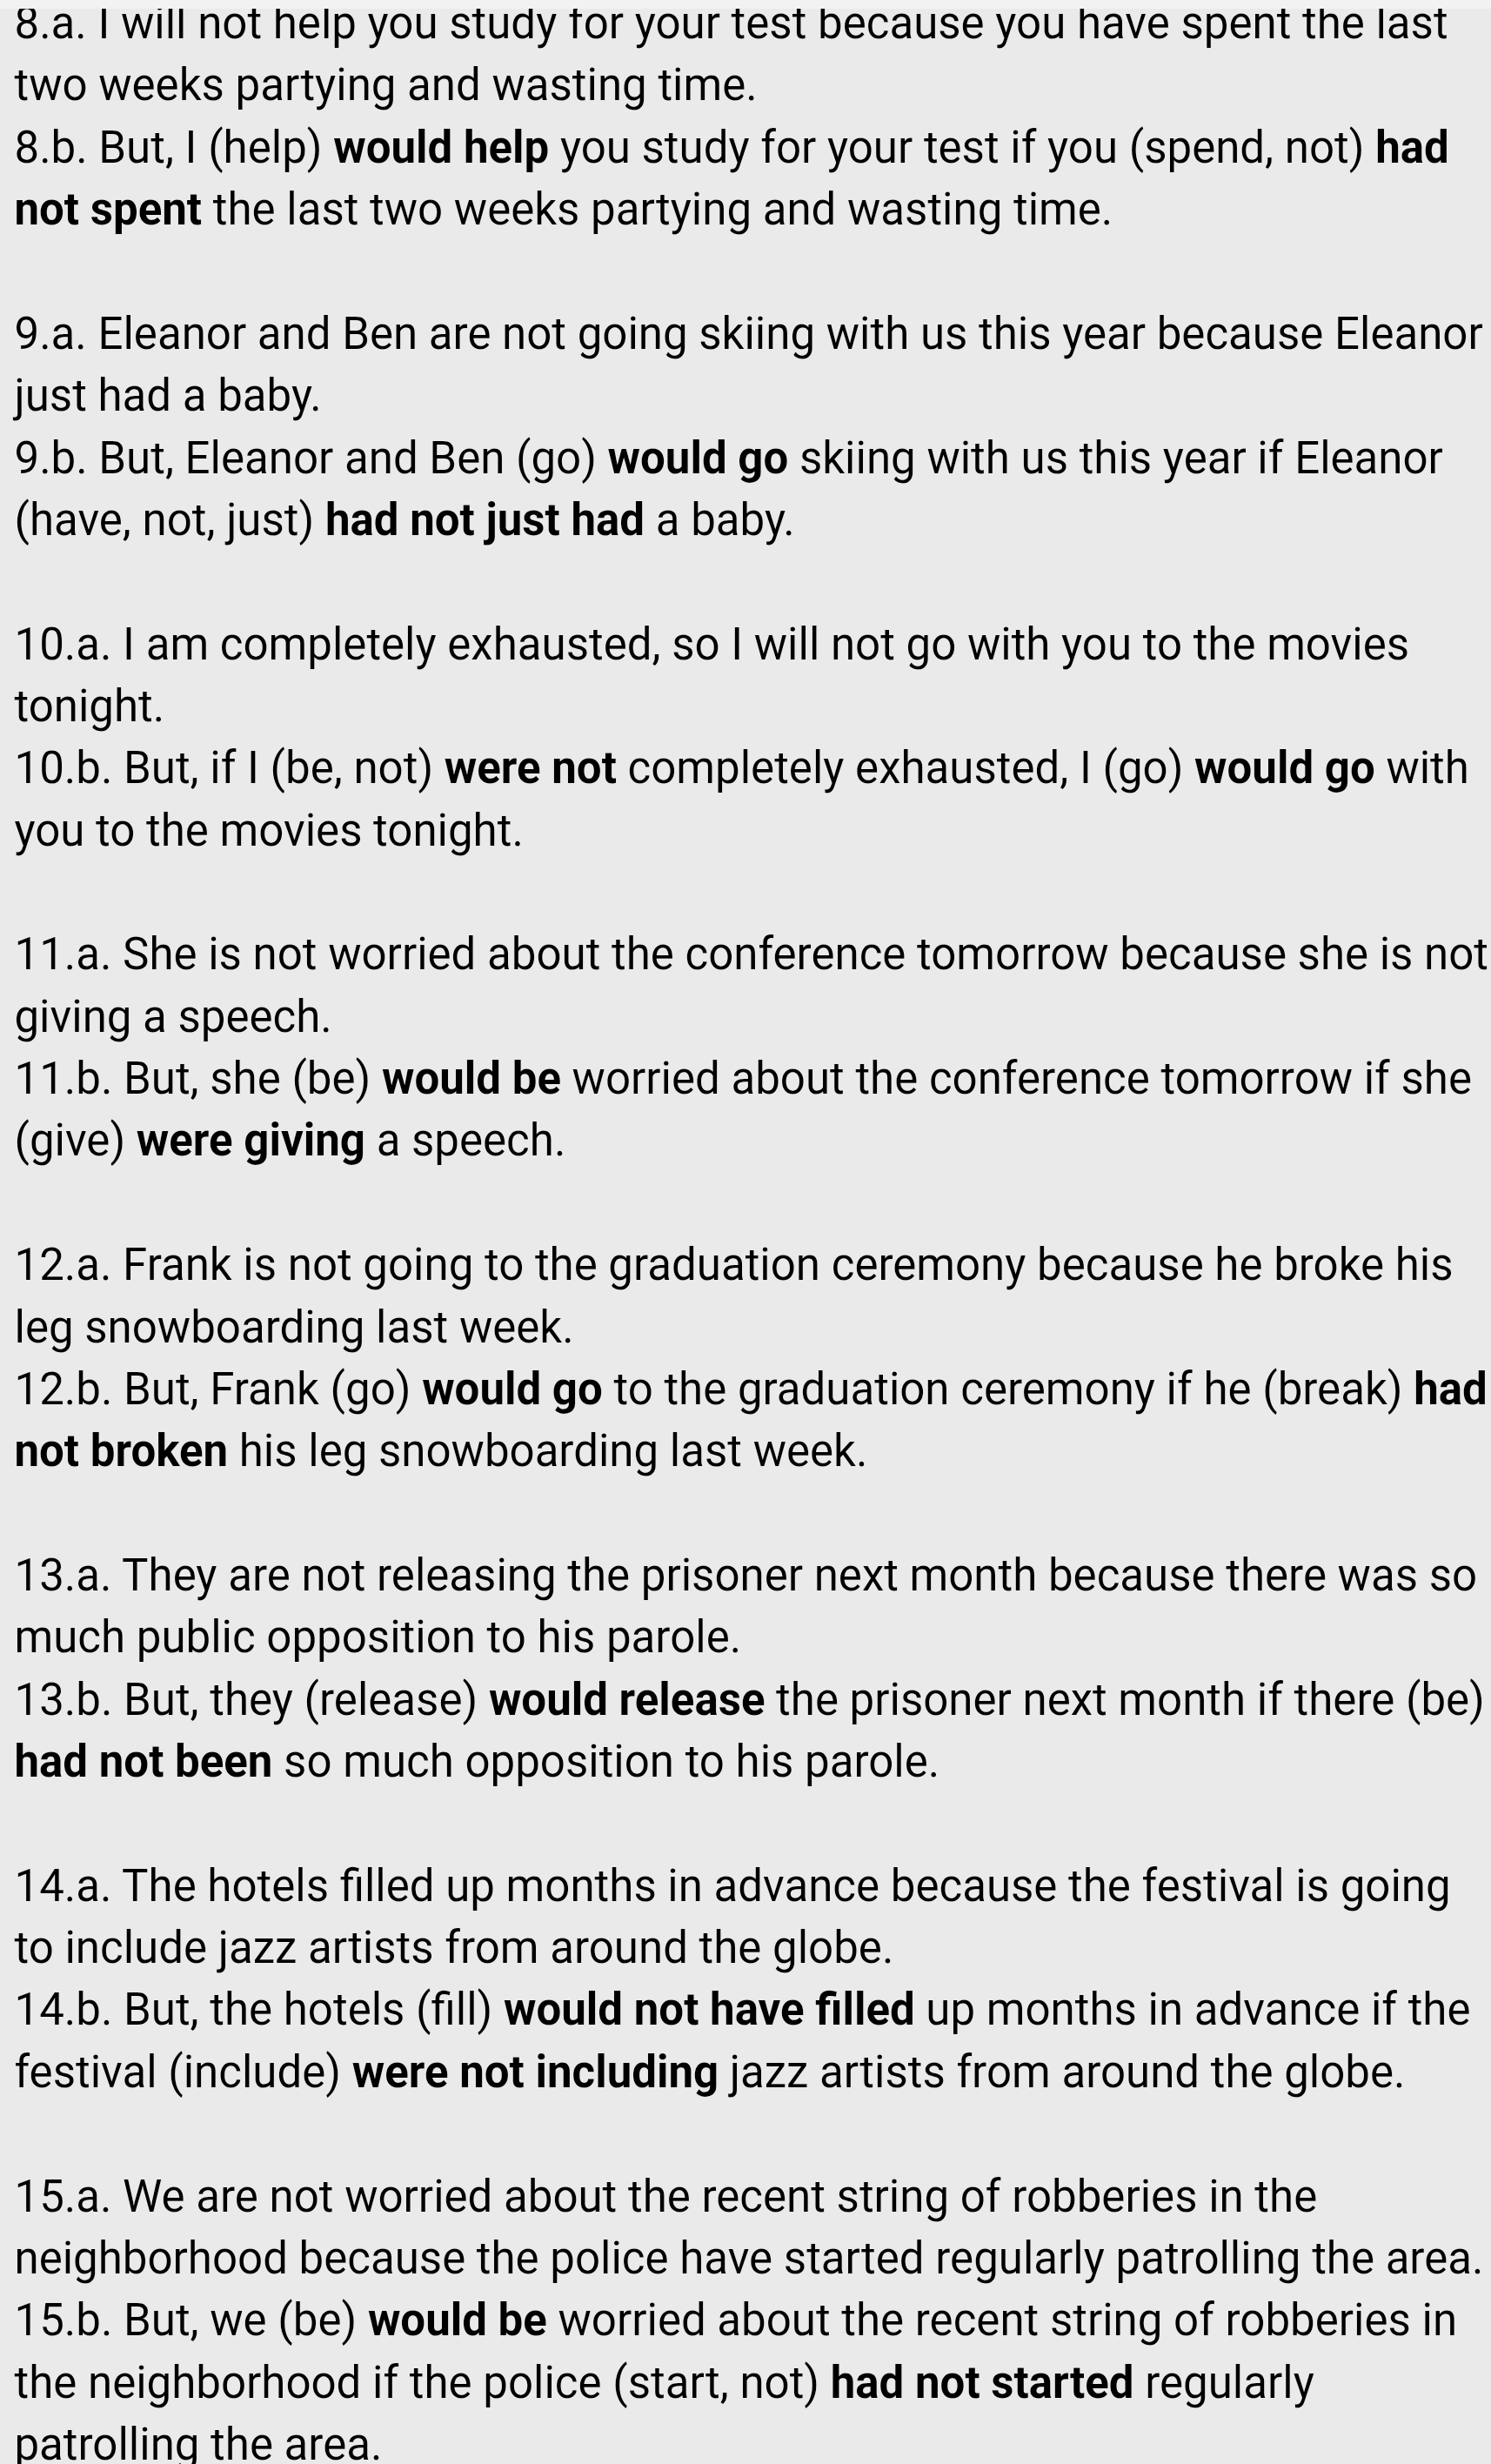 8.a. I will not help you study for your test because you have spent the last
two weeks partying and wasting time.
8.b. But, I (help) would help you study for your test if you (spend, not) had
not spent the last two weeks partying and wasting time.
9.a. Eleanor and Ben are not going skiing with us this year because Eleanor
just had a baby.
9.b. But, Eleanor and Ben (go) would go skiing with us this year if Eleanor
(have, not, just) had not just had a baby.
10.a. I am completely exhausted, so I will not go with you to the movies
tonight.
10.b. But, if I (be, not) were not completely exhausted, I (go) would go with
you to the movies tonight.
11.a. She is not worried about the conference tomorrow because she is not
giving a speech.
11.b. But, she (be) would be worried about the conference tomorrow if she
(give) were giving a speech.
12.a. Frank is not going to the graduation ceremony because he broke his
leg snowboarding last week.
12.b. But, Frank (go) would go to the graduation ceremony if he (break) had
not broken his leg snowboarding last week.
13.a. They are not releasing the prisoner next month because there was so
much public opposition to his parole.
13.b. But, they (release) would release the prisoner next month if there (be)
had not been so much opposition to his parole.
14.a. The hotels filled up months in advance because the festival is going
to include jazz artists from around the globe.
14.b. But, the hotels (fill) would not have filled up months in advance if the
festival (include) were not including jazz artists from around the globe.
15.a. We are not worried about the recent string of robberies in the
neighborhood because the police have started regularly patrolling the area.
15.b. But, we (be) would be worried about the recent string of robberies in
the neighborhood if the police (start, not) had not started regularly
patrolling the area.